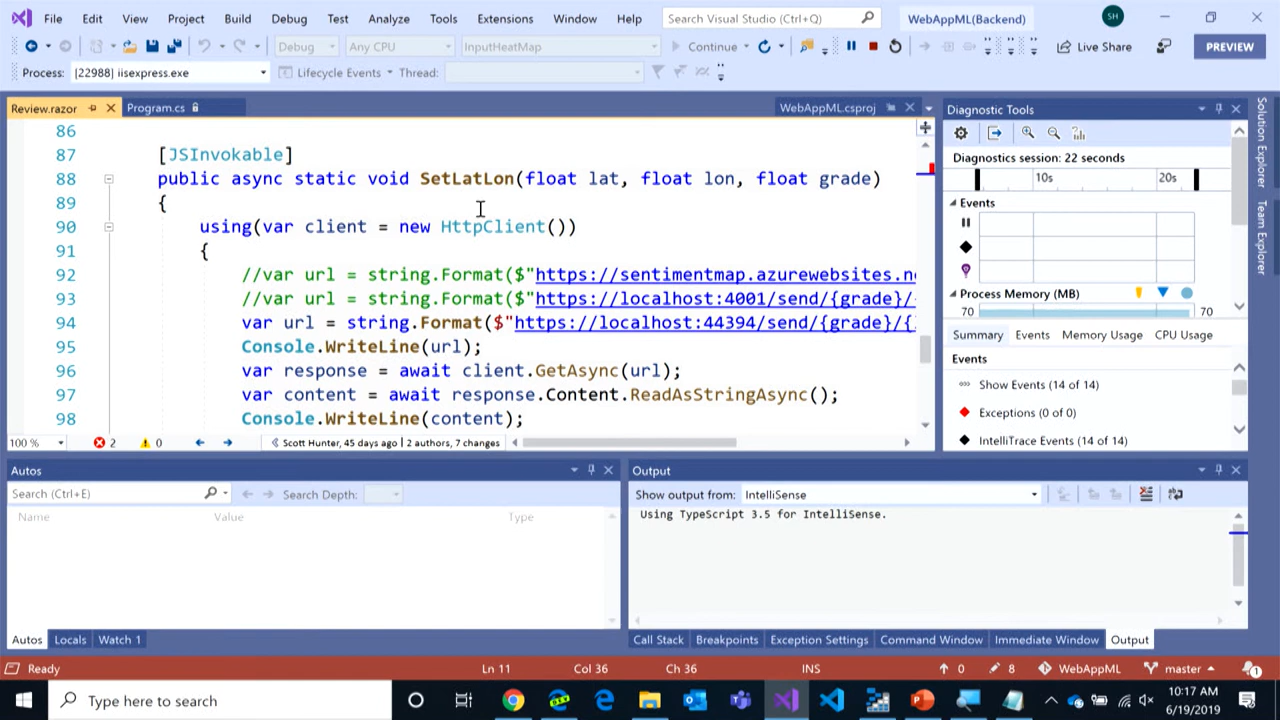 File Edit View Project Build Debug Test Analyze Tools Extensions Window Help Search Visual Studio (Ctrl+Q) WebAppML(Backend) SH
Debug Any CPU InputHeatMap Continue Live Share PREVIEW
Process: [22988] iisexpress.exe Lifecycle Events Thread:
Review.razor Program.cs WebAppML.csproj
86
87 [JSInvokable]
88 public async static void SetLatLon(float lat, float lon, float grade)
89 {
90 using(var client = new HttpClient())
91 {
92 //var url = string.Format($"https://sentimentmap.azurewebsites.ne
93 //var url = string.Format($"https://localhost:4001/send/{grade}/{
94 var url = string.Format($"https://localhost:44394/send/{grade}/{
95 Console.WriteLine(url);
96 var response = await client.GetAsync(url);
97 var content = await response.Content.ReadAsStringAsync();
98 Console.WriteLine(content);
100 % 2 0 Scott Hunter, 45 days ago | 2 authors, 7 changes
Diagnostic Tools
Diagnostics session: 22 seconds
10s 20s
Events
Process Memory (MB)
70 70
Summary Events Memory Usage CPU Usage
Events
Show Events (14 of 14)
Exceptions (0 of 0)
IntelliTrace Events (14 of 14)
Solution Explorer
Team Explorer
Autos
Search (Ctrl+E) Search Depth:
Name Value Type
Autos Locals Watch 1
Output
Show output from: IntelliSense
Using TypeScript 3.5 for IntelliSense.
Call Stack Breakpoints Exception Settings Command Window Immediate Window Output
Ready Ln 11 Col 36 Ch 36 INS 0 8 WebAppML master 1
Type here to search 10:17 AM
6/19/2019